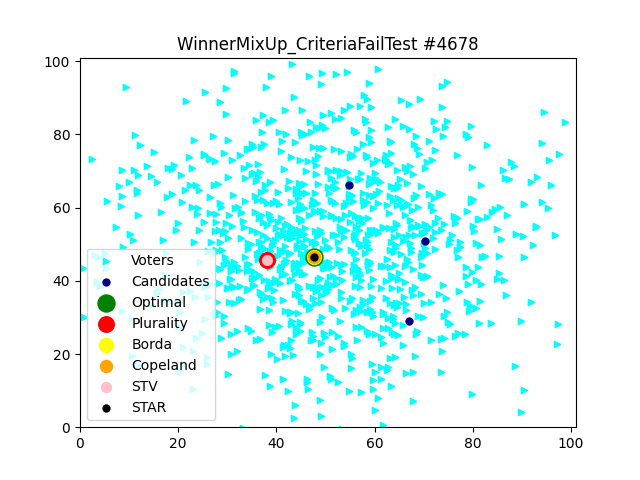 WinnerMixUp_CriteriaFailTest #4678
100
80
60
40
20
0
Voters
Candidates
Optimal
Plurality
Borda
Copeland
STV
STAR
0 20 40 60 80 100